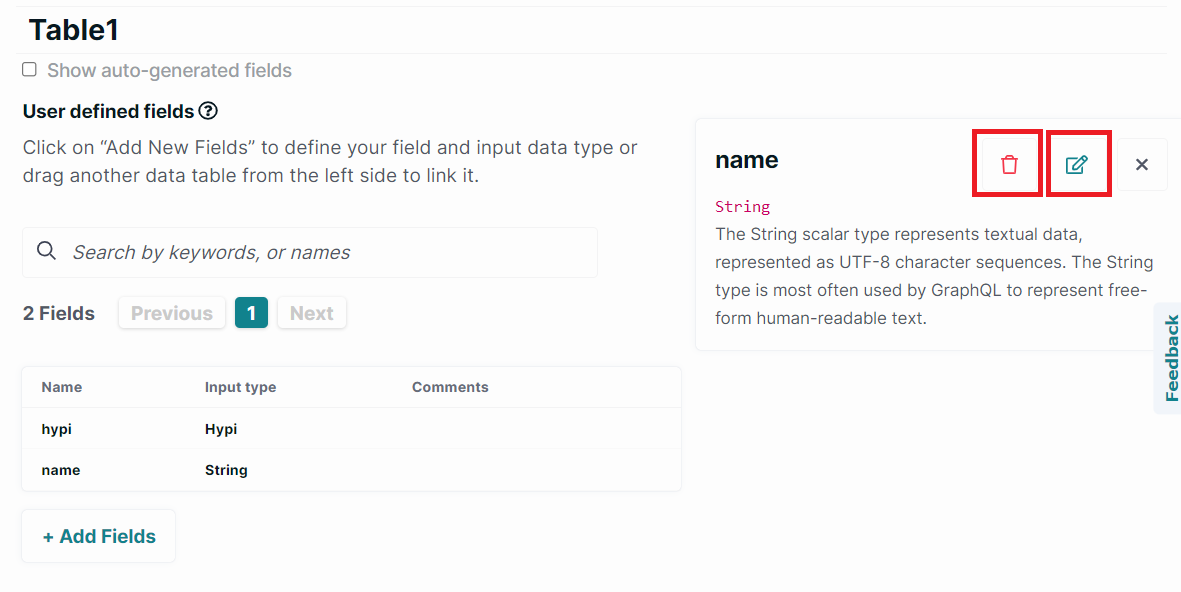 Table1
Show auto-generated fields
User defined fields
Click on “Add New Fields” to define your field and input data type or
drag another data table from the left side to link it.
Search by keywords, or names
2 Fields Previous 1 Next
Name Input type Comments
hypi Hypi
name String
+ Add Fields
name
String
The String scalar type represents textual data,
represented as UTF-8 character sequences. The String
type is most often used by GraphQL to represent free-
form human-readable text.
Feedback